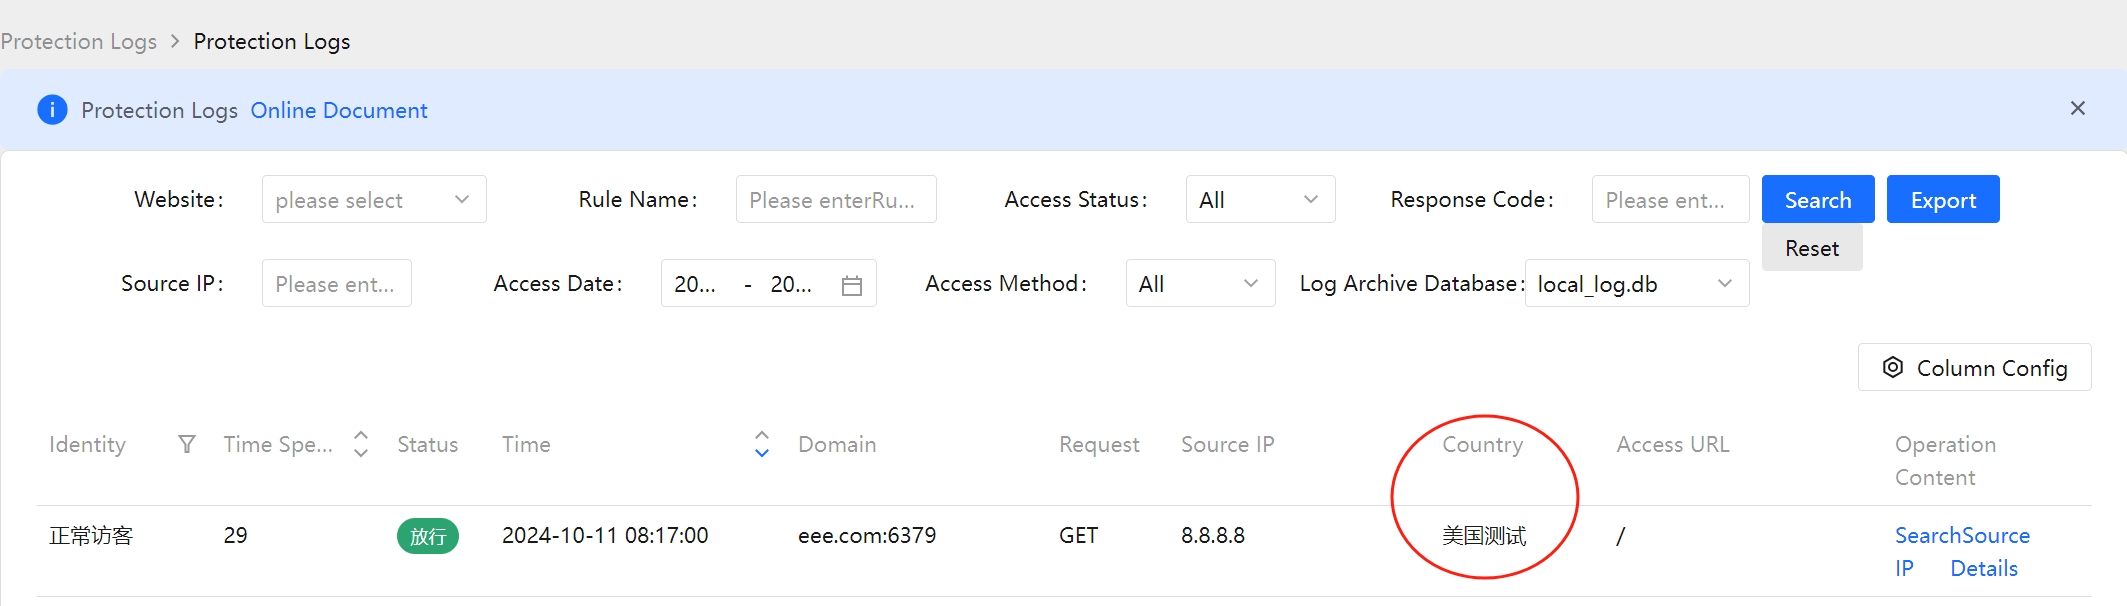 Protection Logs > Protection Logs
Protection Logs Online Document
Website: please select Rule Name: Please enterRu... Access Status: All Response Code: Please ent... Search Export
Reset
Source IP: Please ent... Access Date: 20... - 20... Access Method: All Log Archive Database: local_log.db
Column Config
Identity Time Spe... Status Time Domain Request Source IP Country Access URL Operation Content
正常访客 29 放行 2024-10-11 08:17:00 eee.com:6379 GET 8.8.8.8 美国测试 / SearchSource IP Details